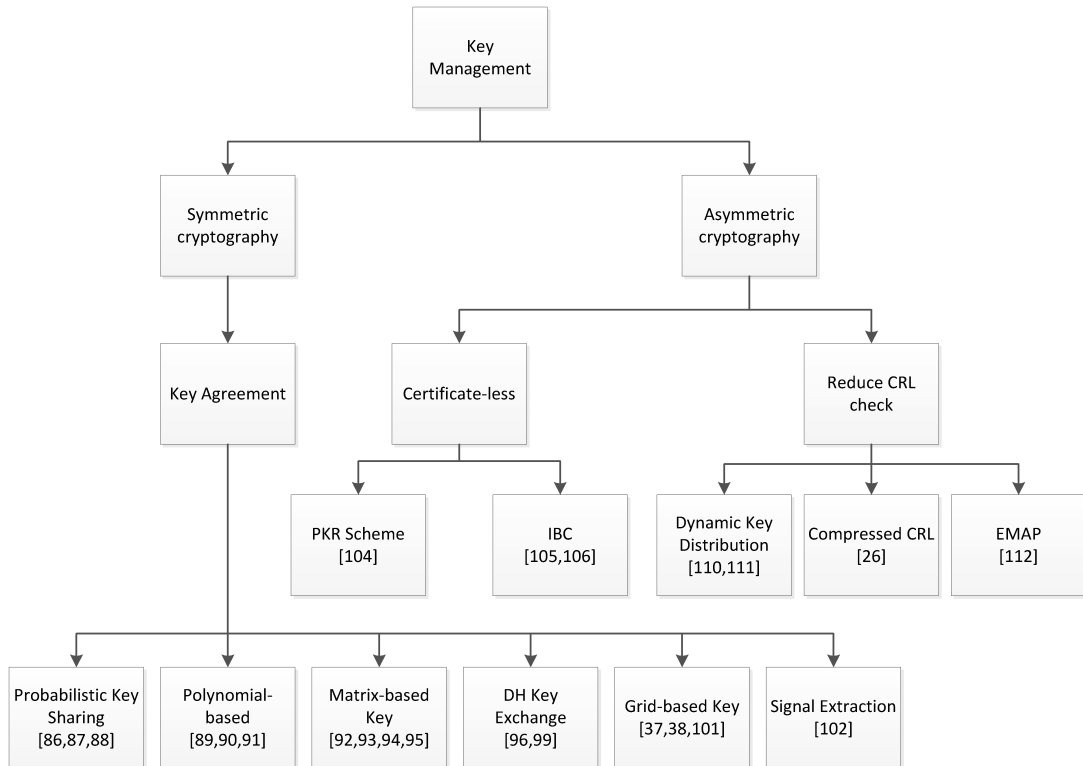 Key
Management
Symmetric
cryptography
Asymmetric
cryptography
Key Agreement
Certificate-less
Reduce CRL
check
PKR Scheme
[104]
IBC
[105,106]
Dynamic Key
Distribution
[110,111]
Compressed CRL
[26]
EMAP
[112]
Probabilistic Key
Sharing
[86,87,88]
Polynomial-
based
[89,90,91]
Matrix-based
Key
[92,93,94,95]
DH Key
Exchange
[96,99]
Grid-based Key
[37,38,101]
Signal Extraction
[102]